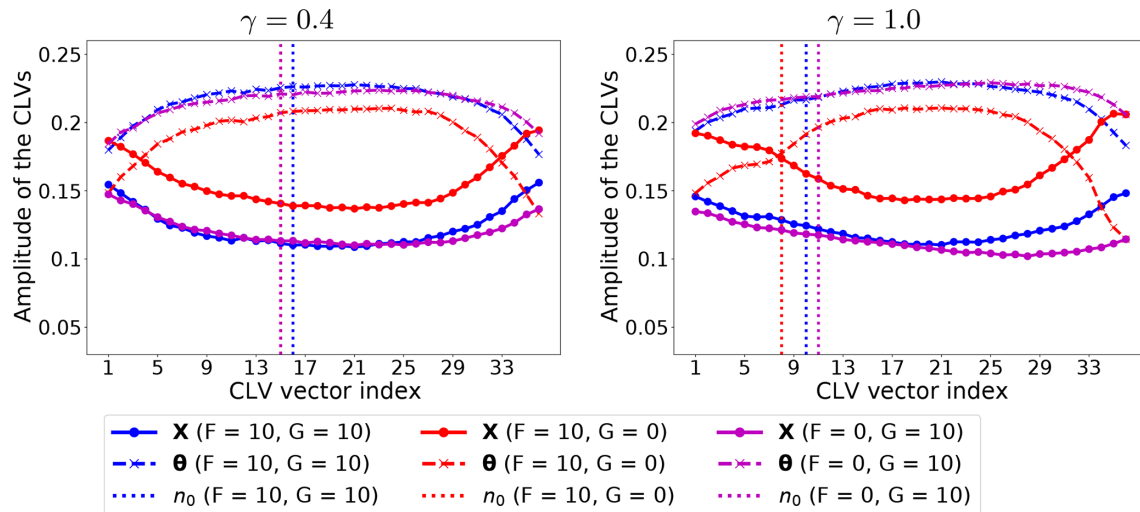 γ = 0.4
γ = 1.0
0.25
0.2
0.15
0.1
0.05
Amplitude of the CLVs
1 5 9 13 17 21 25 29 33
CLV vector index
0.25
0.2
0.15
0.1
0.05
Amplitude of the CLVs
1 5 9 13 17 21 25 29 33
CLV vector index
X (F = 10, G = 10) X (F = 10, G = 0) X (F = 0, G = 10)
θ (F = 10, G = 10) θ (F = 10, G = 0) θ (F = 0, G = 10)
n₀ (F = 10, G = 10) n₀ (F = 10, G = 0) n₀ (F = 0, G = 10)